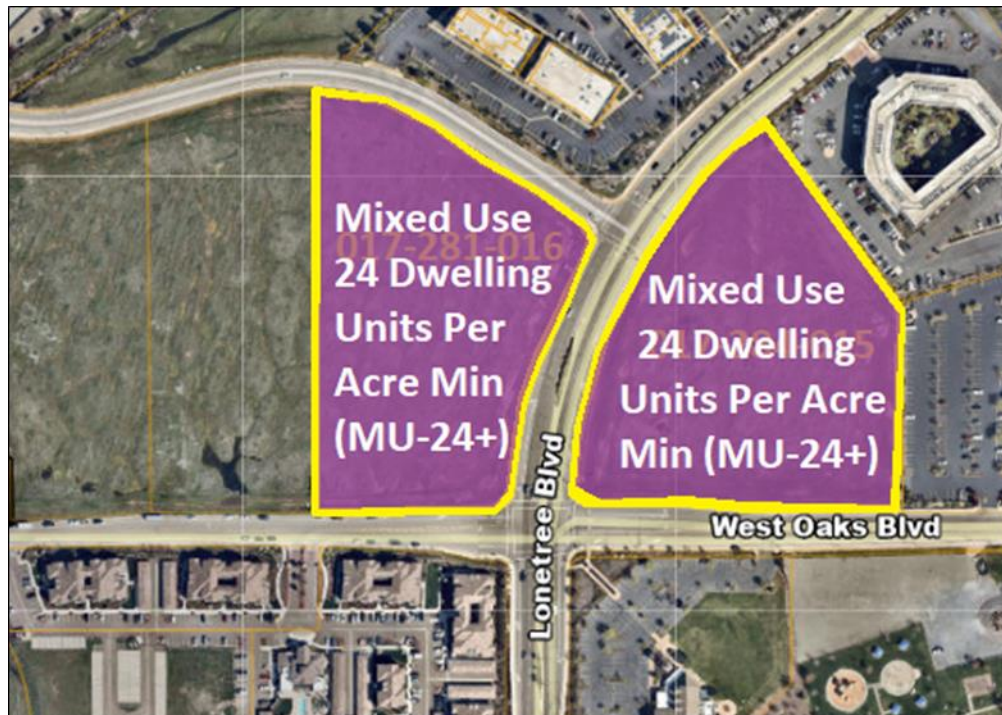 Mixed Use
017-281-016
24 Dwelling
Units Per
Acre Min
(MU-24+)
Mixed Use
24 Dwelling
Units Per Acre
Min (MU-24+)
Lonetree Blvd
West Oaks Blvd